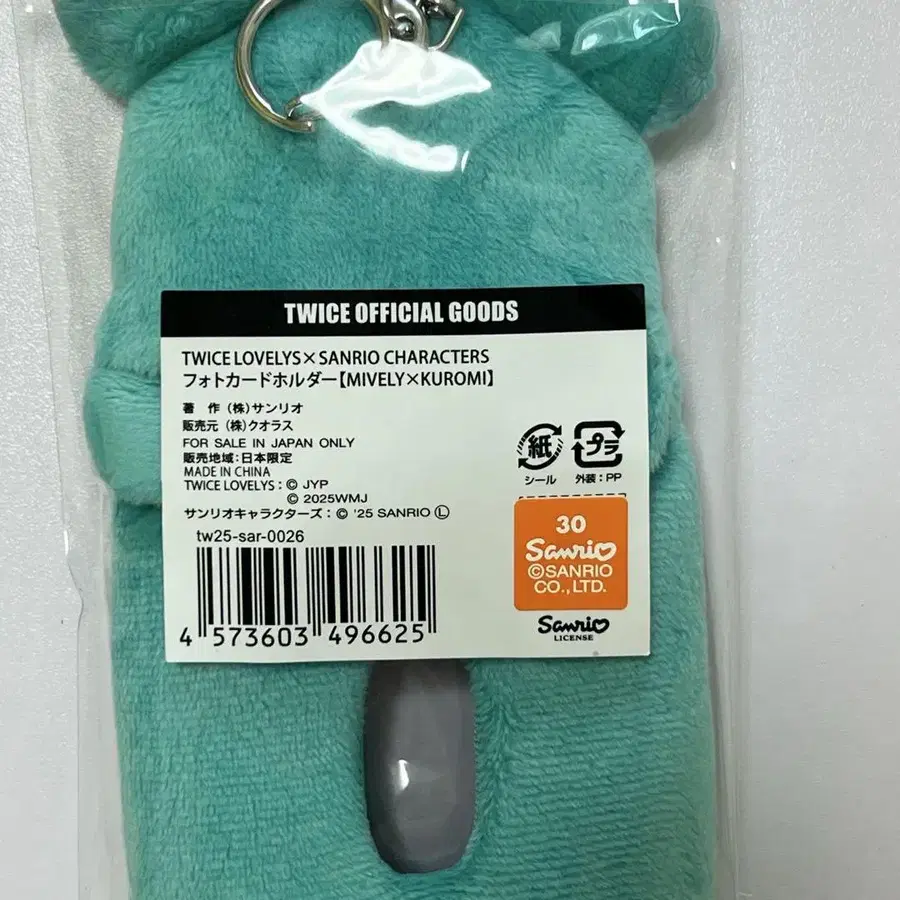 TWICE OFFICIAL GOODS
TWICE LOVELYS×SANRIO CHARACTERS
フォトカードホルダー【MIVELY×KUROMI】
著 作 (株)サンリオ
販売元 (株)クオラス
FOR SALE IN JAPAN ONLY
販売地域:日本限定
MADE IN CHINA
TWICE LOVELYS:© JYP
© 2025WMJ
サンリオキャラクターズ:© '25 SANRIO Ⓛ
tw25-sar-0026
4 573603 496625
紙
シール
プラ
外装:PP
30
Sanrio
©SANRIO
CO.,LTD.
Sanrio
LICENSE